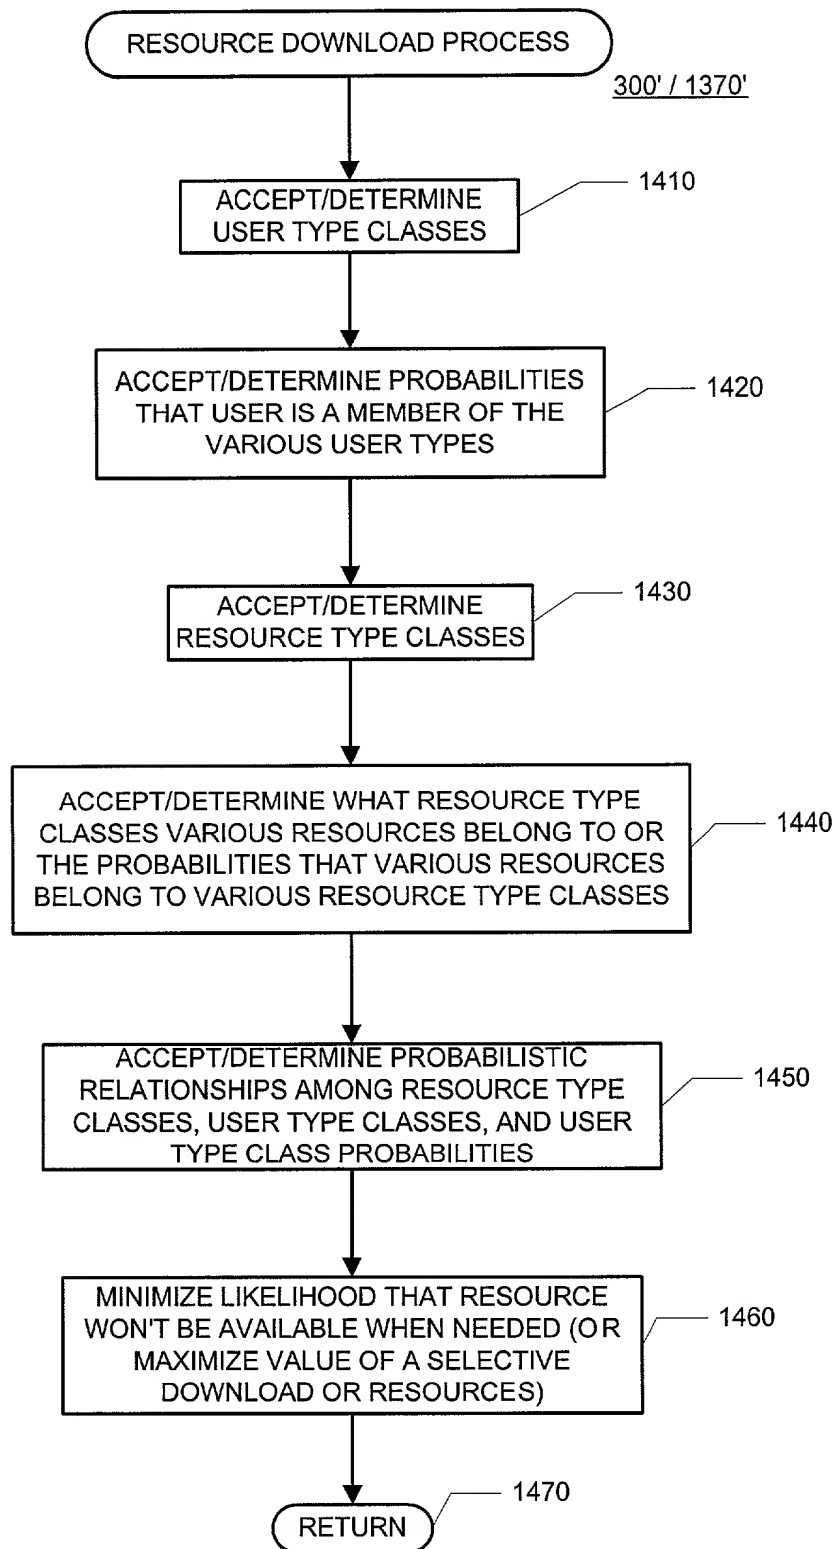 RESOURCE DOWNLOAD PROCESS
300' / 1370'
ACCEPT/DETERMINE
USER TYPE CLASSES
1410
ACCEPT/DETERMINE PROBABILITIES
THAT USER IS A MEMBER OF THE
VARIOUS USER TYPES
1420
ACCEPT/DETERMINE
RESOURCE TYPE CLASSES
1430
ACCEPT/DETERMINE WHAT RESOURCE TYPE
CLASSES VARIOUS RESOURCES BELONG TO OR
THE PROBABILITIES THAT VARIOUS RESOURCES
BELONG TO VARIOUS RESOURCE TYPE CLASSES
1440
ACCEPT/DETERMINE PROBABILISTIC
RELATIONSHIPS AMONG RESOURCE TYPE
CLASSES, USER TYPE CLASSES, AND USER
TYPE CLASS PROBABILITIES
1450
MINIMIZE LIKELIHOOD THAT RESOURCE
WON'T BE AVAILABLE WHEN NEEDED (OR
MAXIMIZE VALUE OF A SELECTIVE
DOWNLOAD OR RESOURCES)
1460
RETURN
1470